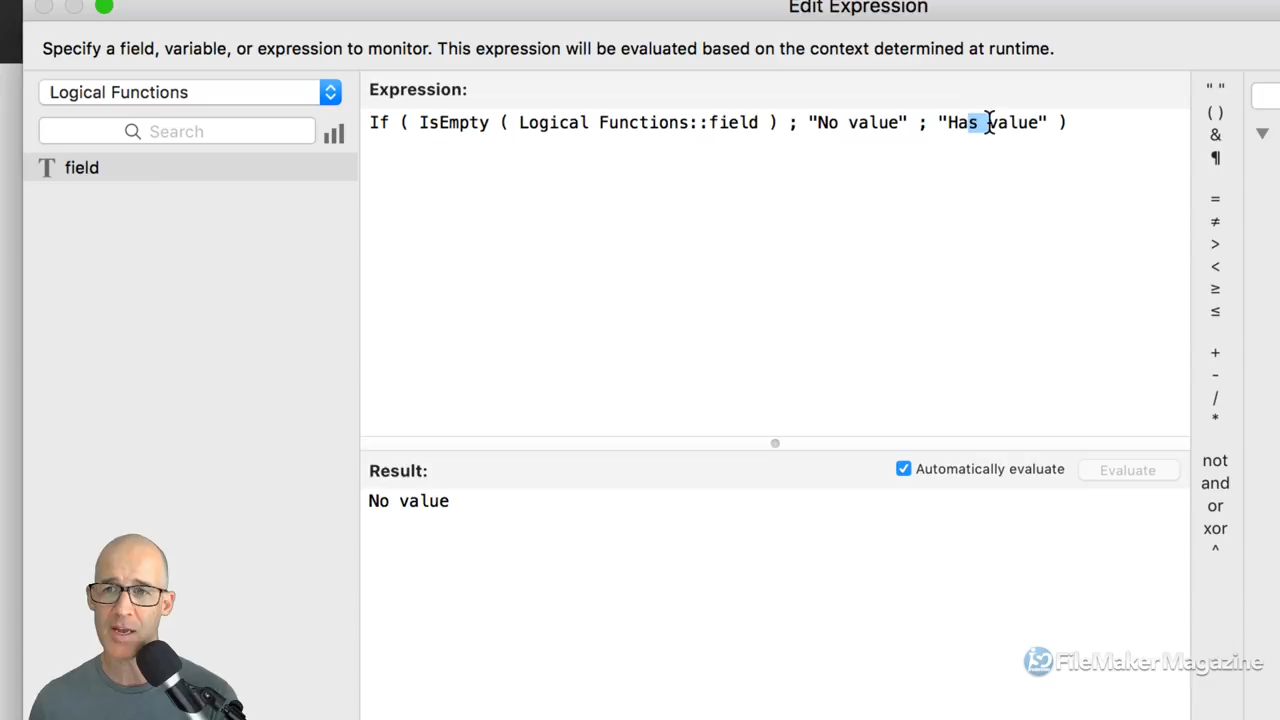 Edit Expression
Specify a field, variable, or expression to monitor. This expression will be evaluated based on the context determined at runtime.
Logical Functions
Search
T field
Expression:
If ( IsEmpty ( Logical Functions::field ) ; "No value" ; "Has value" )
Result:
Automatically evaluate
Evaluate
No value
" "
( )
&
¶
=
≠
>
<
≥
≤
+
-
/
*
not
and
or
xor
^
FileMakerMagazine